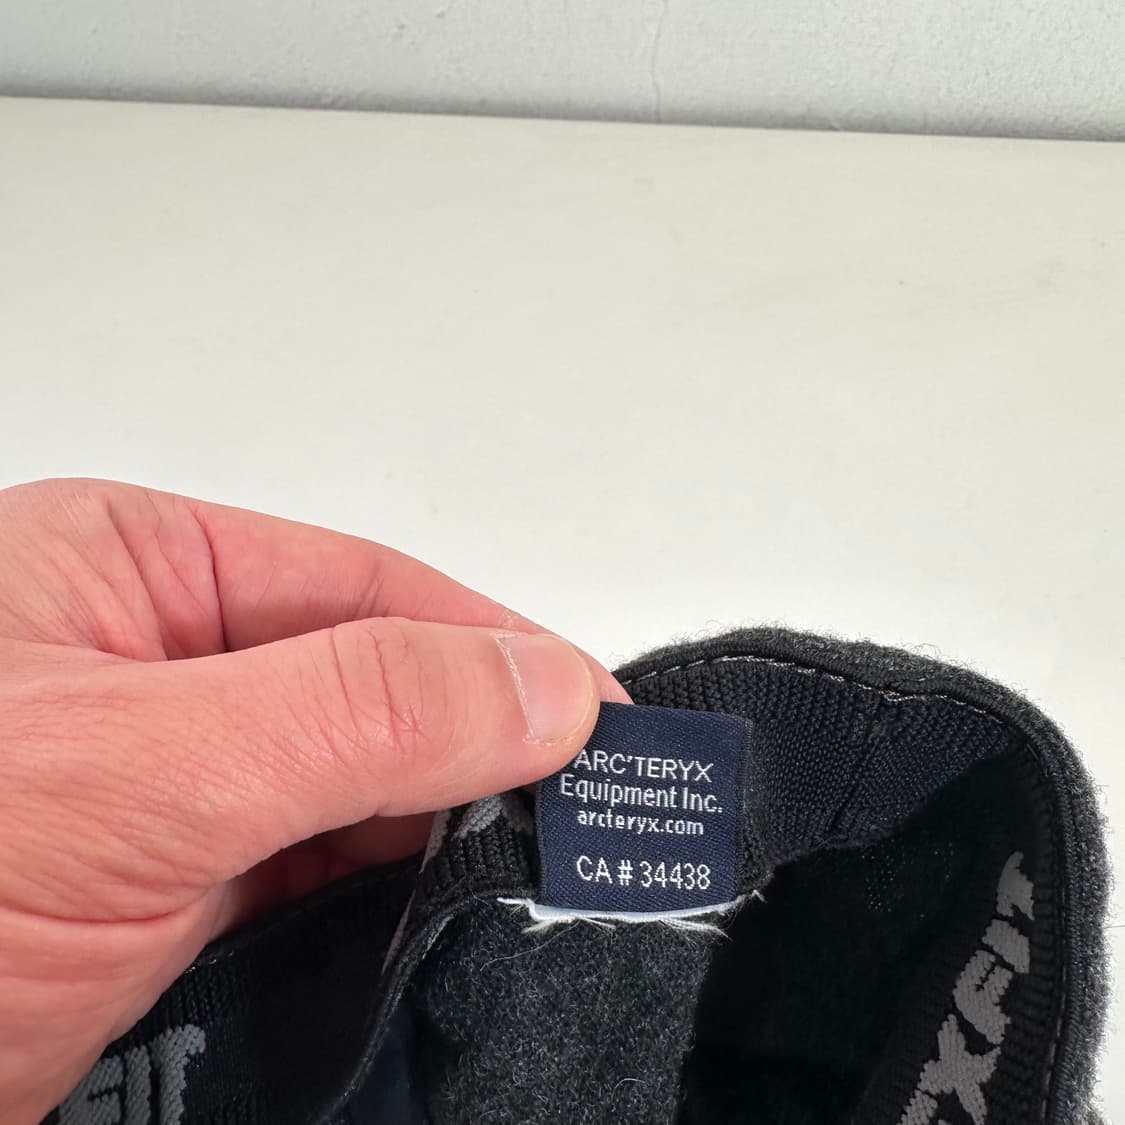 ARC'TERYX
Equipment Inc.
arcteryx.com
CA # 34438